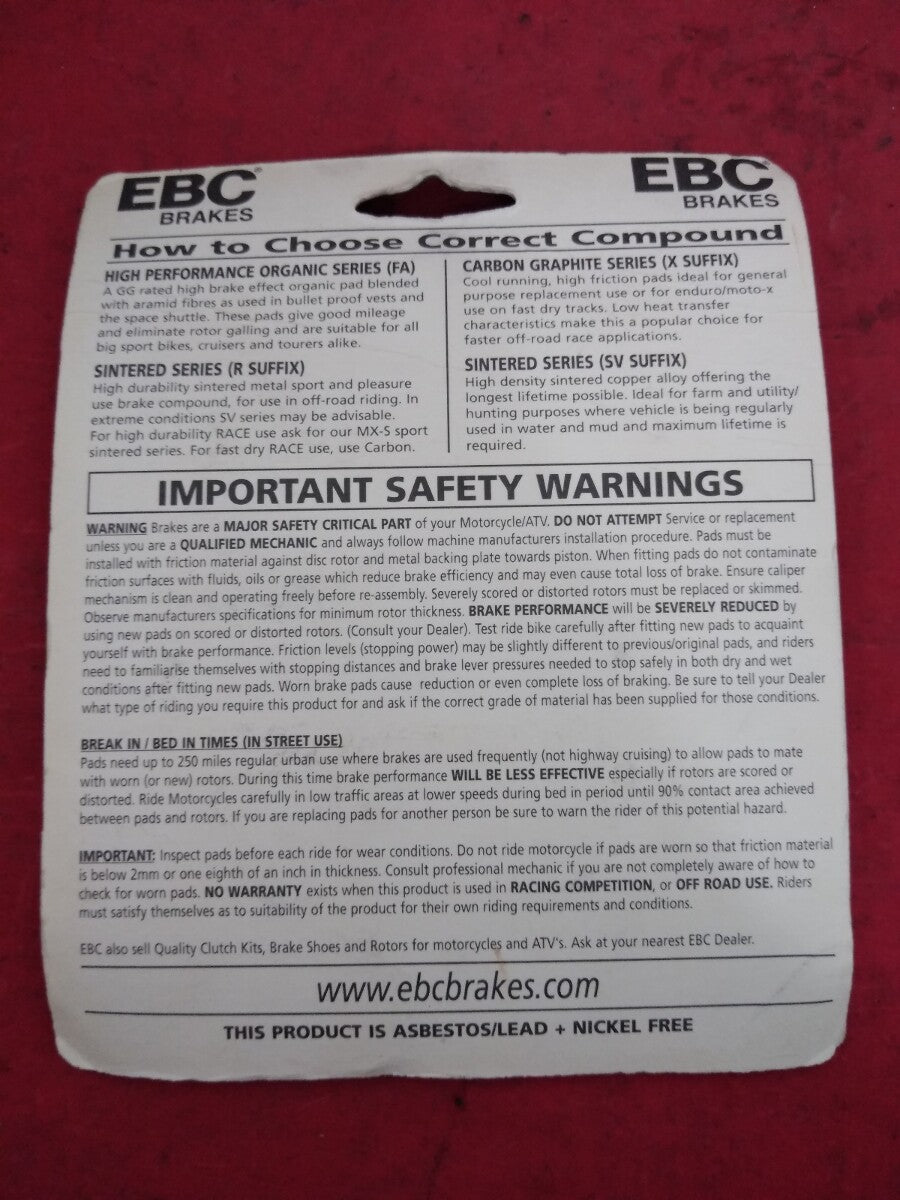 EBC®
BRAKES
EBC®
BRAKES
How to Choose Correct Compound
HIGH PERFORMANCE ORGANIC SERIES (FA)
A GG rated high brake effect organic pad blended
with aramid fibres as used in bullet proof vests and
the space shuttle. These pads give good mileage
and eliminate rotor galling and are suitable for all
big sport bikes, cruisers and tourers alike.
SINTERED SERIES (R SUFFIX)
High durability sintered metal sport and pleasure
use brake compound, for use in off-road riding. In
extreme conditions SV series may be advisable.
For high durability RACE use ask for our MX-S sport
sintered series. For fast dry RACE use, use Carbon.
CARBON GRAPHITE SERIES (X SUFFIX)
Cool running, high friction pads ideal for general
purpose replacement use or for enduro/moto-x
use on fast dry tracks. Low heat transfer
characteristics make this a popular choice for
faster off-road race applications.
SINTERED SERIES (SV SUFFIX)
High density sintered copper alloy offering the
longest lifetime possible. Ideal for farm and utility/
hunting purposes where vehicle is being regularly
used in water and mud and maximum lifetime is
required.
IMPORTANT SAFETY WARNINGS
WARNING Brakes are a MAJOR SAFETY CRITICAL PART of your Motorcycle/ATV. DO NOT ATTEMPT Service or replacement
unless you are a QUALIFIED MECHANIC and always follow machine manufacturers installation procedure. Pads must be
installed with friction material against disc rotor and metal backing plate towards piston. When fitting pads do not contaminate
friction surfaces with fluids, oils or grease which reduce brake efficiency and may even cause total loss of brake. Ensure caliper
mechanism is clean and operating freely before re-assembly. Severely scored or distorted rotors must be replaced or skimmed.
Observe manufacturers specifications for minimum rotor thickness. BRAKE PERFORMANCE will be SEVERELY REDUCED by
using new pads on scored or distorted rotors. (Consult your Dealer). Test ride bike carefully after fitting new pads to acquaint
yourself with brake performance. Friction levels (stopping power) may be slightly different to previous/original pads, and riders
need to familiarise themselves with stopping distances and brake lever pressures needed to stop safely in both dry and wet
conditions after fitting new pads. Worn brake pads cause reduction or even complete loss of braking. Be sure to tell your Dealer
what type of riding you require this product for and ask if the correct grade of material has been supplied for those conditions.
BREAK IN / BED IN TIMES (IN STREET USE)
Pads need up to 250 miles regular urban use where brakes are used frequently (not highway cruising) to allow pads to mate
with worn (or new) rotors. During this time brake performance WILL BE LESS EFFECTIVE especially if rotors are scored or
distorted. Ride Motorcycles carefully in low traffic areas at lower speeds during bed in period until 90% contact area achieved
between pads and rotors. If you are replacing pads for another person be sure to warn the rider of this potential hazard.
IMPORTANT: Inspect pads before each ride for wear conditions. Do not ride motorcycle if pads are worn so that friction material
is below 2mm or one eighth of an inch in thickness. Consult professional mechanic if you are not completely aware of how to
check for worn pads. NO WARRANTY exists when this product is used in RACING COMPETITION, or OFF ROAD USE. Riders
must satisfy themselves as to suitability of the product for their own riding requirements and conditions.
EBC also sell Quality Clutch Kits, Brake Shoes and Rotors for motorcycles and ATV's. Ask at your nearest EBC Dealer.
www.ebcbrakes.com
THIS PRODUCT IS ASBESTOS/LEAD + NICKEL FREE